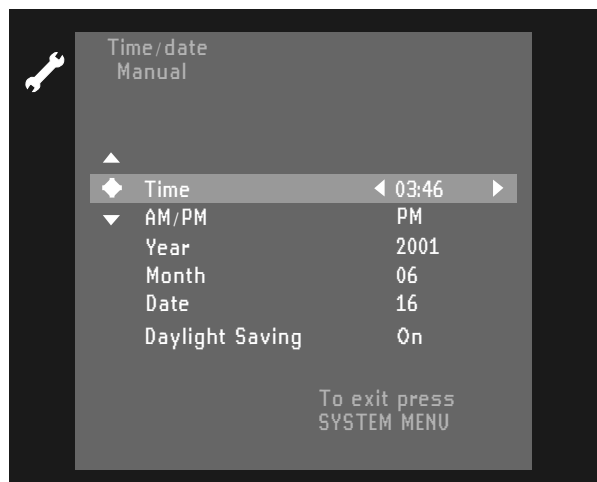 Time/date
Manual
Time 03:46
AM/PM PM
Year 2001
Month 06
Date 16
Daylight Saving On
To exit press
SYSTEM MENU